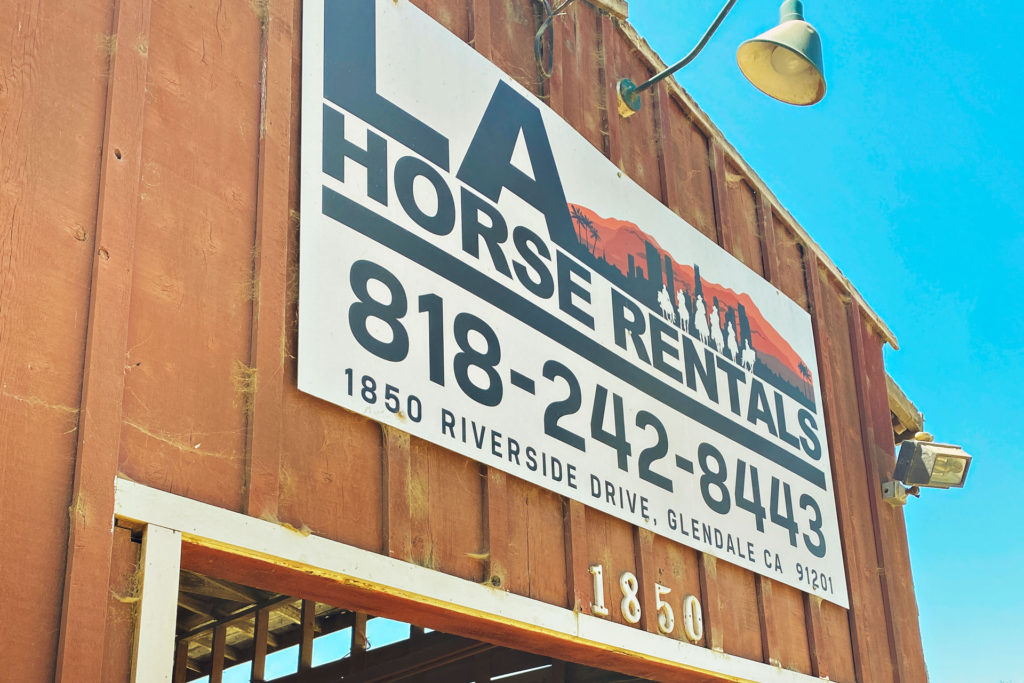 LA
HORSE RENTALS
818-242-8443
1850 RIVERSIDE DRIVE, GLENDALE CA 91201
1850